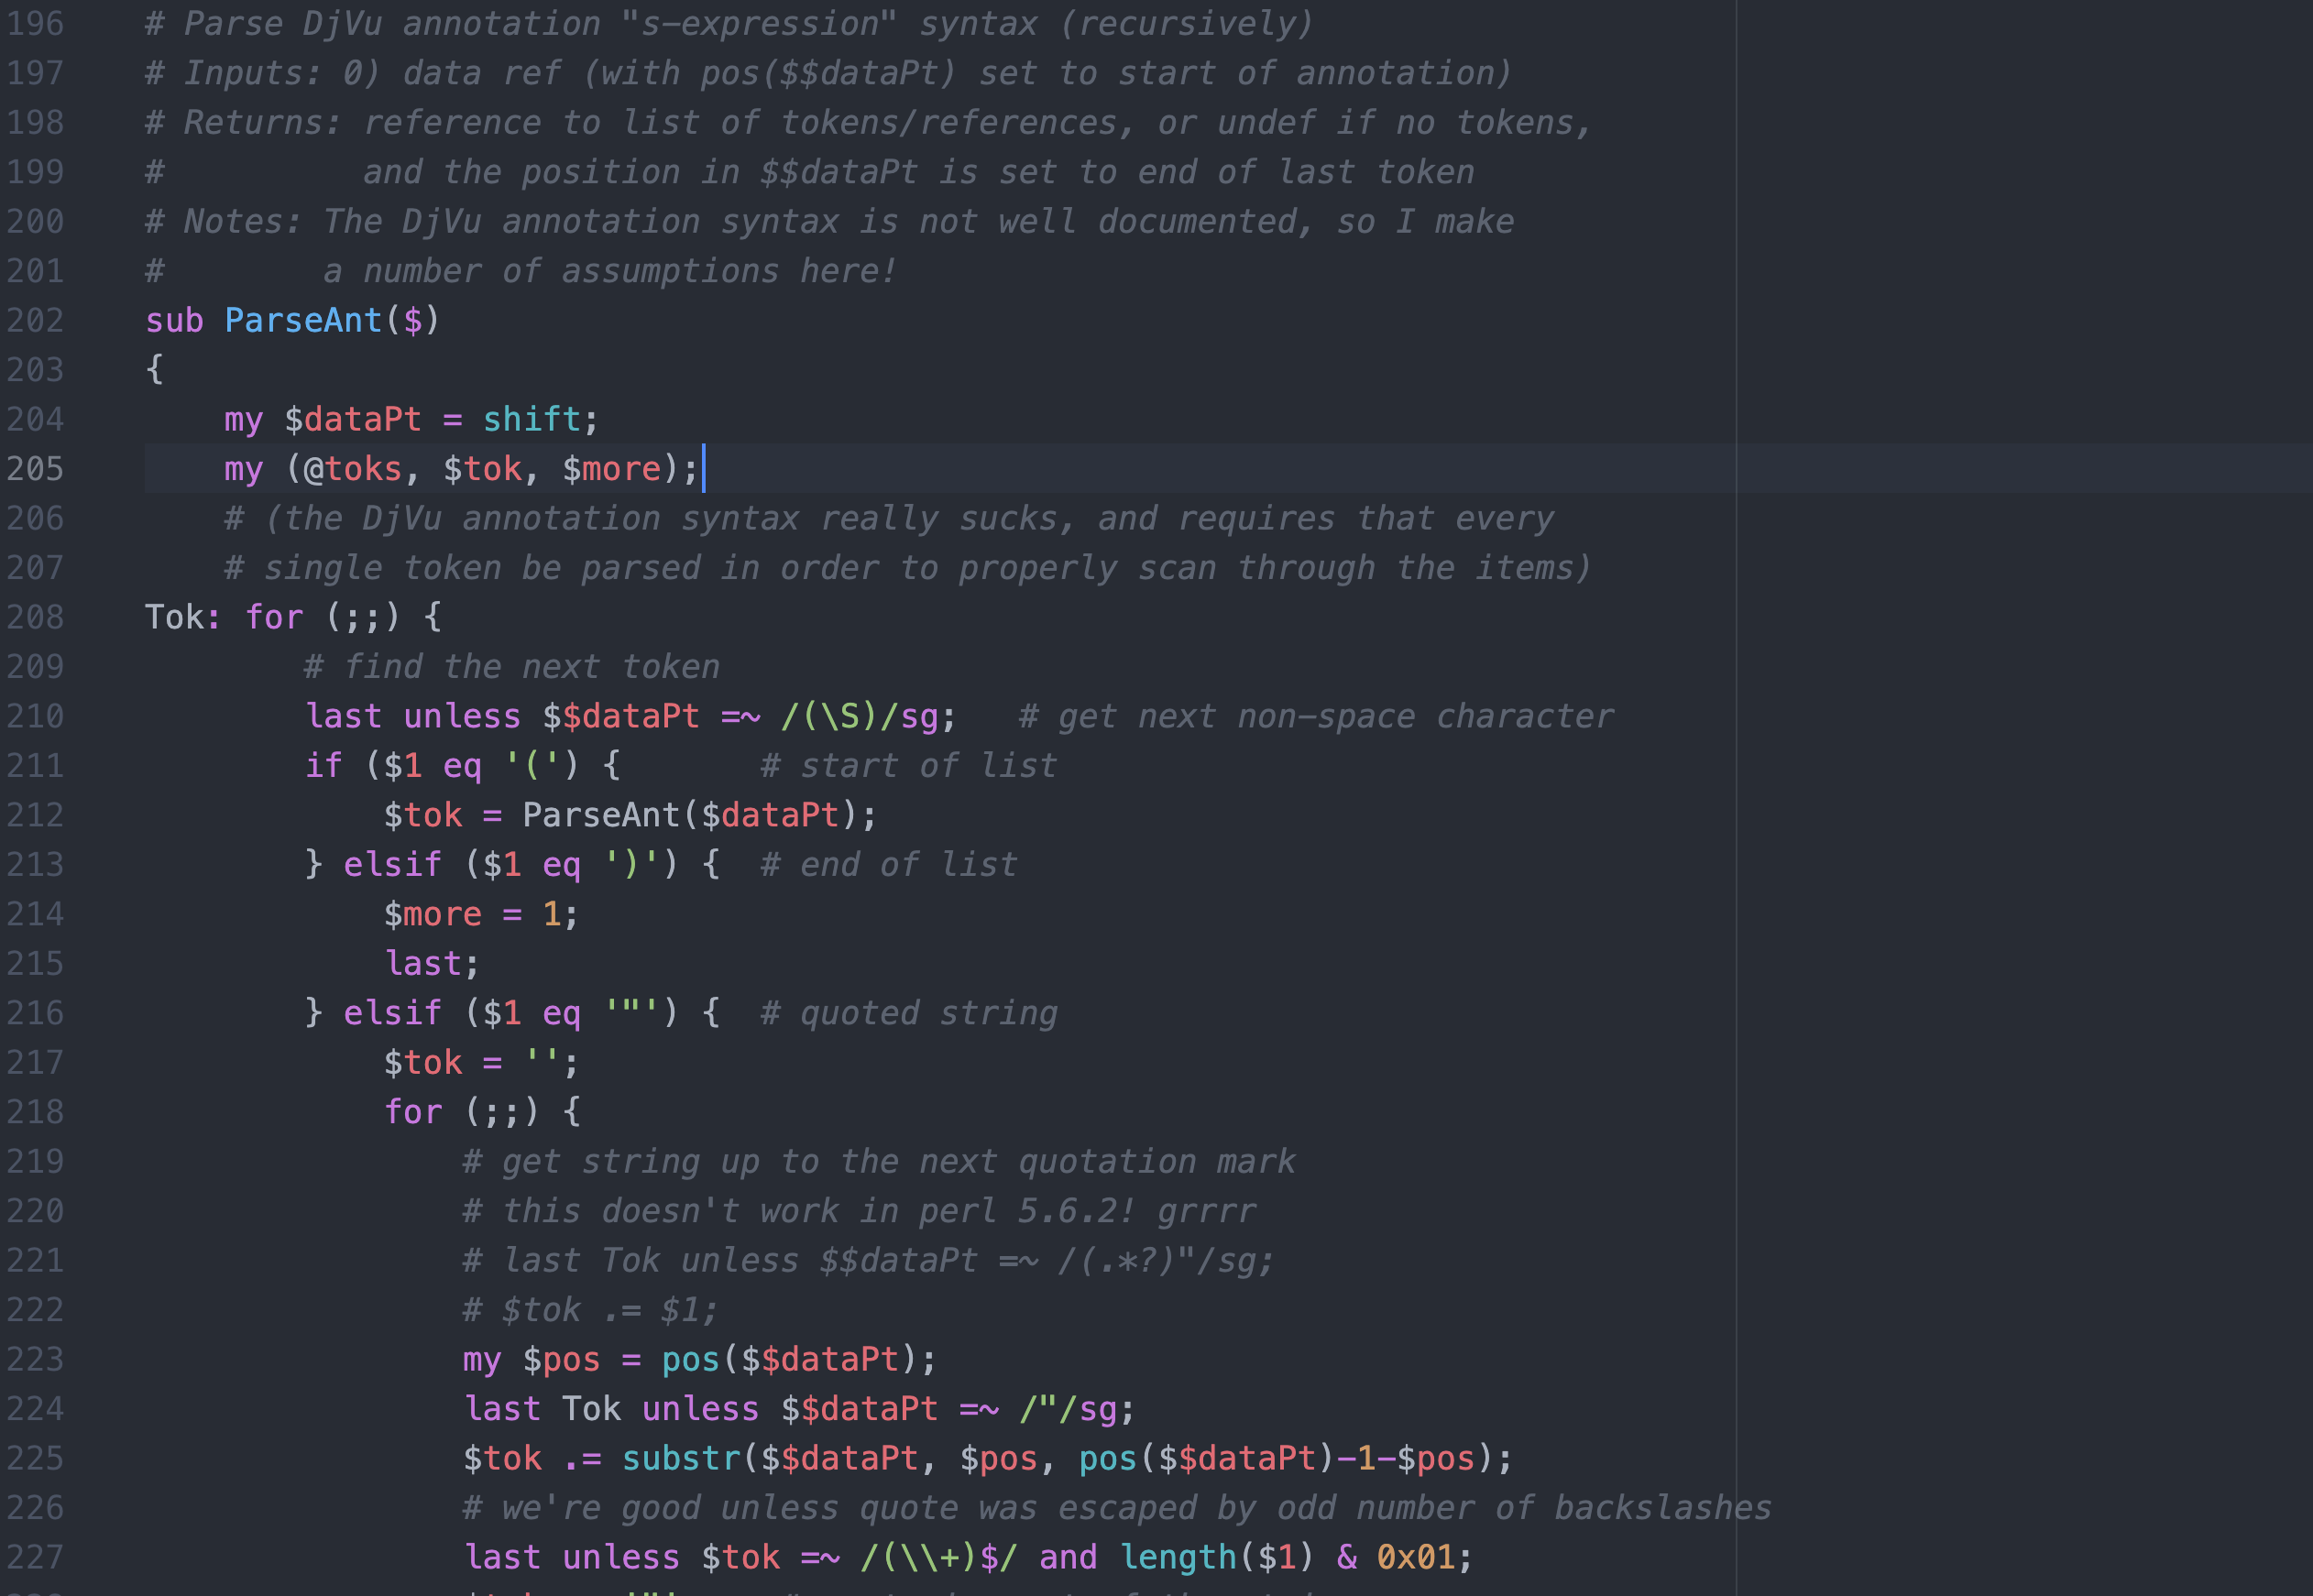 196 # Parse DjVu annotation "s-expression" syntax (recursively)
197 # Inputs: 0) data ref (with pos($$dataPt) set to start of annotation)
198 # Returns: reference to list of tokens/references, or undef if no tokens,
199 #          and the position in $$dataPt is set to end of last token
200 # Notes: The DjVu annotation syntax is not well documented, so I make
201 #        a number of assumptions here!
202 sub ParseAnt($)
203 {
204     my $dataPt = shift;
205     my (@toks, $tok, $more);
206     # (the DjVu annotation syntax really sucks, and requires that every
207     # single token be parsed in order to properly scan through the items)
208 Tok: for (;;) {
209         # find the next token
210         last unless $$dataPt =~ /(\S)/sg;   # get next non-space character
211         if ($1 eq '(') {       # start of list
212             $tok = ParseAnt($dataPt);
213         } elsif ($1 eq ')') {  # end of list
214             $more = 1;
215             last;
216         } elsif ($1 eq '"') {  # quoted string
217             $tok = '';
218             for (;;) {
219                 # get string up to the next quotation mark
220                 # this doesn't work in perl 5.6.2! grrrr
221                 # last Tok unless $$dataPt =~ /(.*?)"/sg;
222                 # $tok .= $1;
223                 my $pos = pos($$dataPt);
224                 last Tok unless $$dataPt =~ /"/sg;
225                 $tok .= substr($$dataPt, $pos, pos($$dataPt)-1-$pos);
226                 # we're good unless quote was escaped by odd number of backslashes
227                 last unless $tok =~ /(\\+)$/ and length($1) & 0x01;